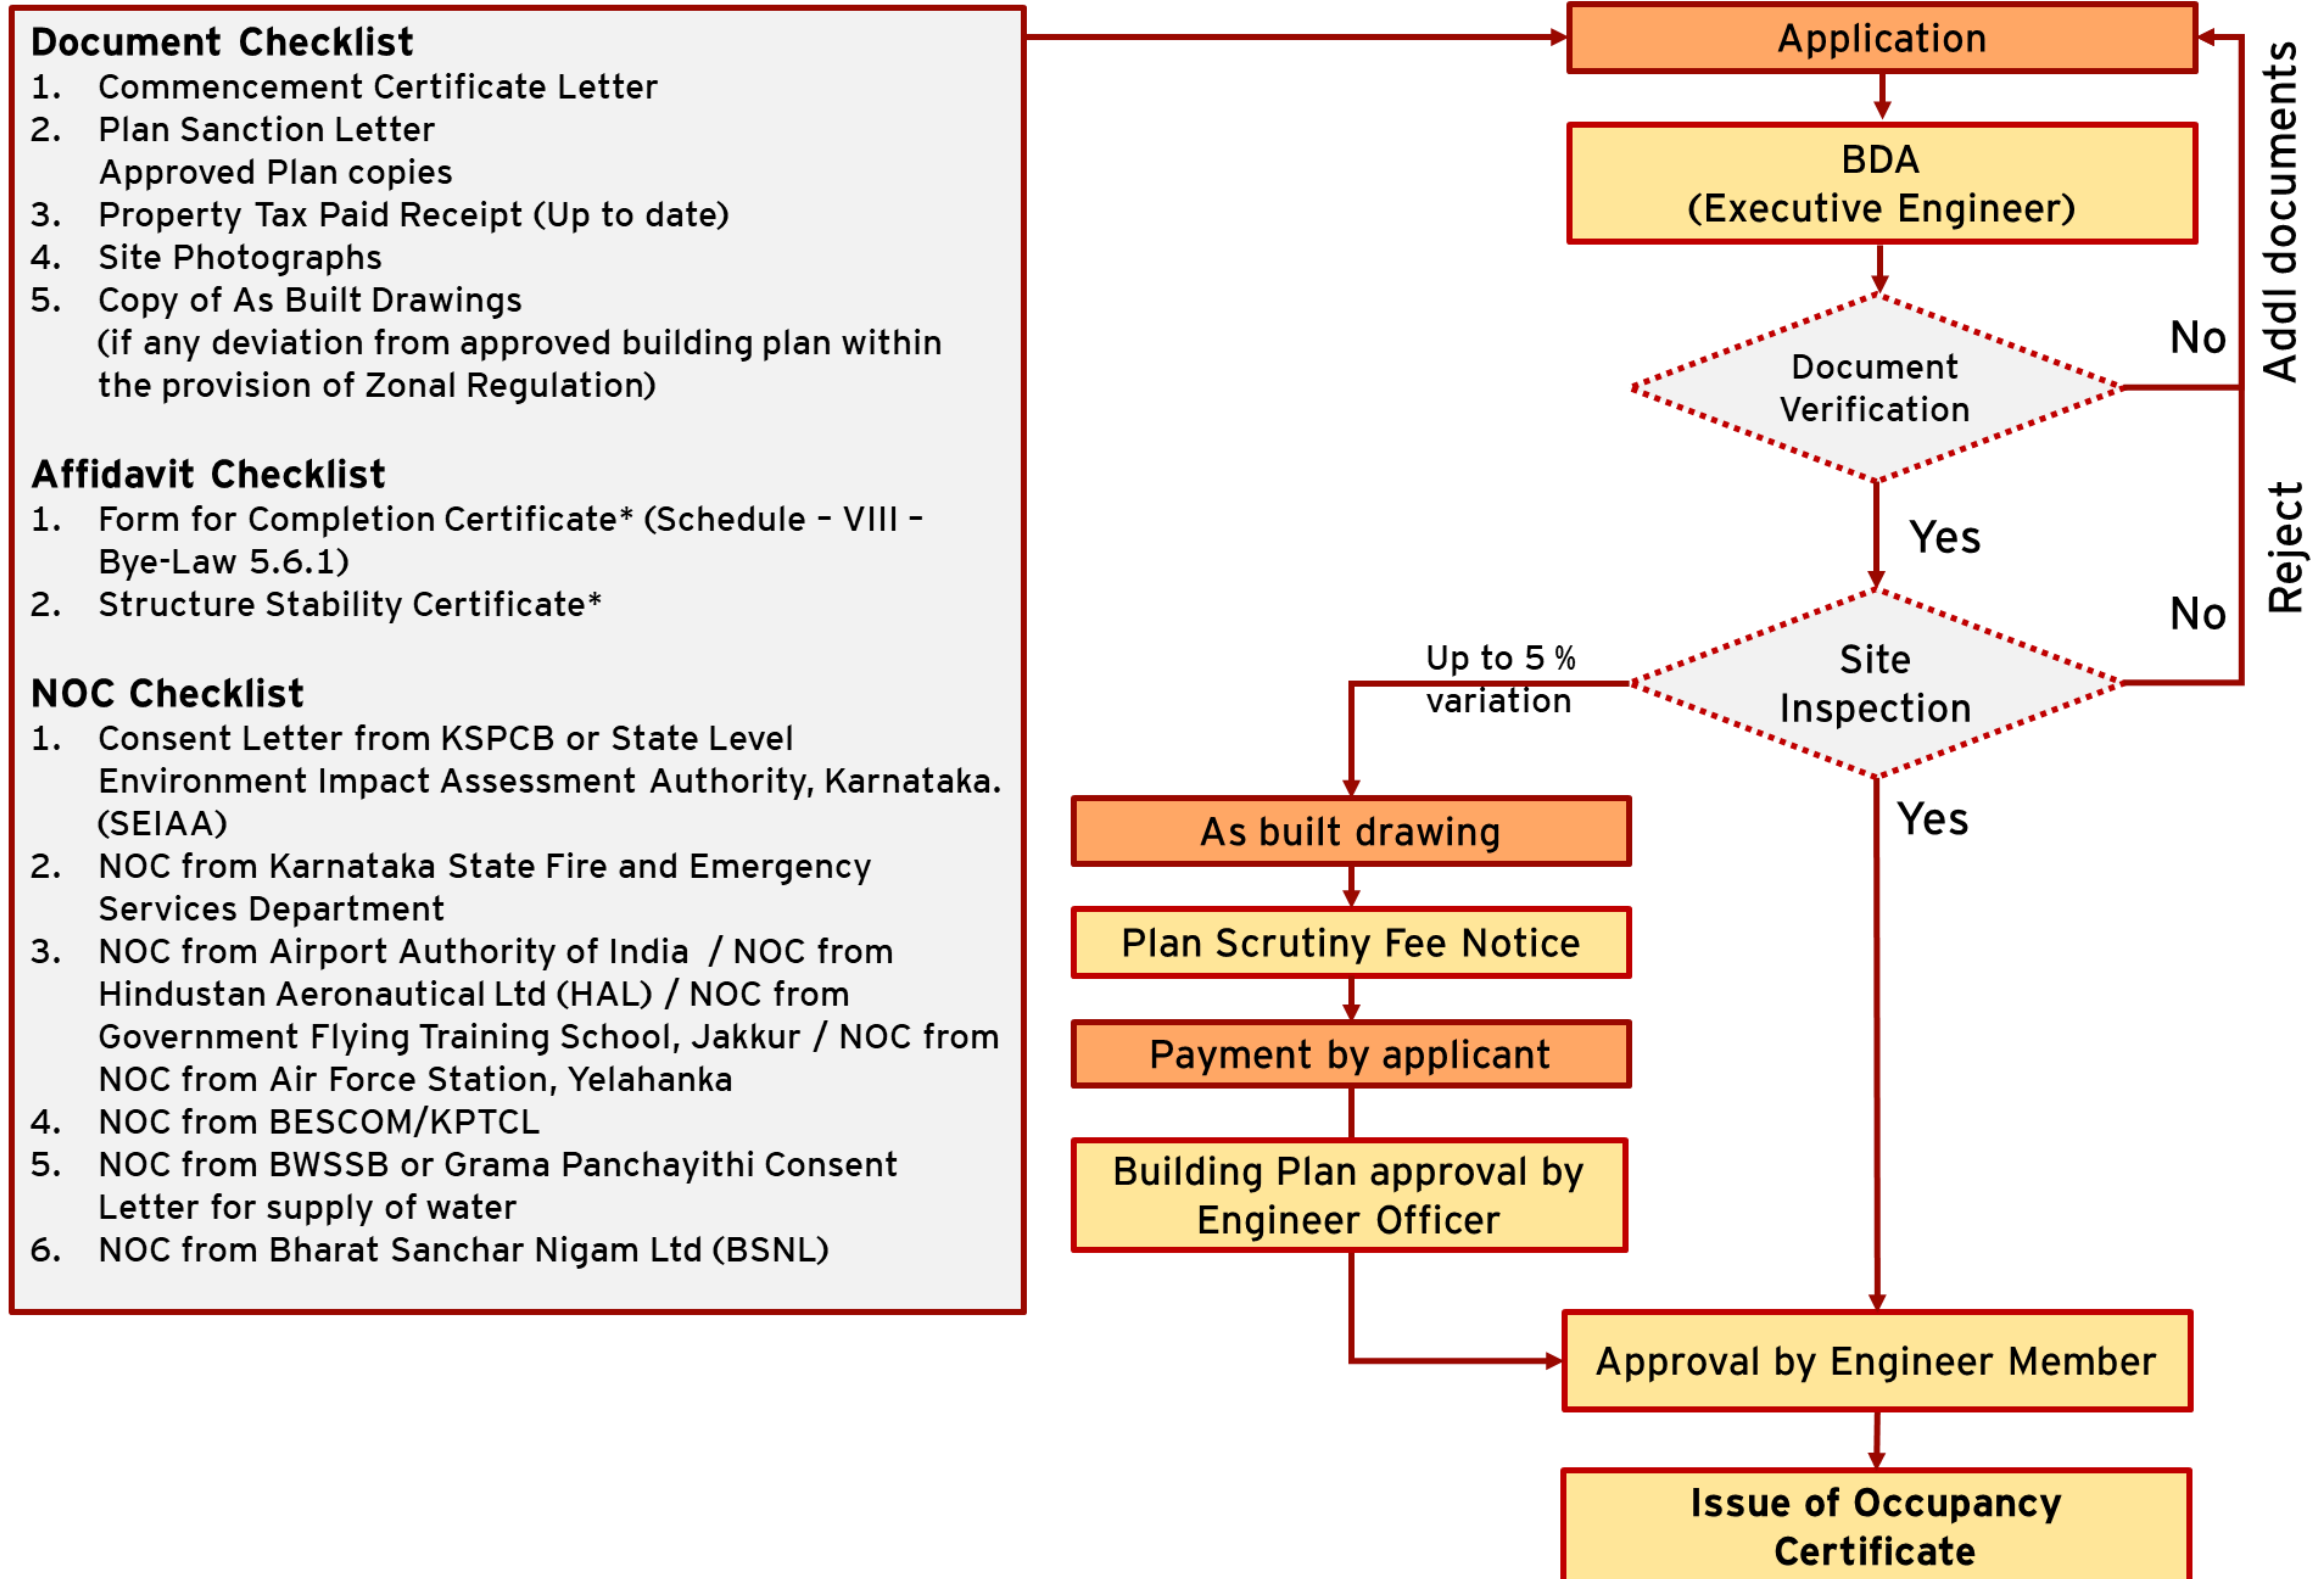 Document Checklist
1. Commencement Certificate Letter
2. Plan Sanction Letter
Approved Plan copies
3. Property Tax Paid Receipt (Up to date)
4. Site Photographs
5. Copy of As Built Drawings
(if any deviation from approved building plan within
the provision of Zonal Regulation)
Affidavit Checklist
1. Form for Completion Certificate* (Schedule – VIII –
Bye-Law 5.6.1)
2. Structure Stability Certificate*
NOC Checklist
1. Consent Letter from KSPCB or State Level
Environment Impact Assessment Authority, Karnataka.
(SEIAA)
2. NOC from Karnataka State Fire and Emergency
Services Department
3. NOC from Airport Authority of India / NOC from
Hindustan Aeronautical Ltd (HAL) / NOC from
Government Flying Training School, Jakkur / NOC from
NOC from Air Force Station, Yelahanka
4. NOC from BESCOM/KPTCL
5. NOC from BWSSB or Grama Panchayithi Consent
Letter for supply of water
6. NOC from Bharat Sanchar Nigam Ltd (BSNL)
Application
BDA
(Executive Engineer)
Document
Verification
No
Addl documents
Yes
Site
Inspection
No
Reject
Up to 5 %
variation
Yes
As built drawing
Plan Scrutiny Fee Notice
Payment by applicant
Building Plan approval by
Engineer Officer
Approval by Engineer Member
Issue of Occupancy
Certificate